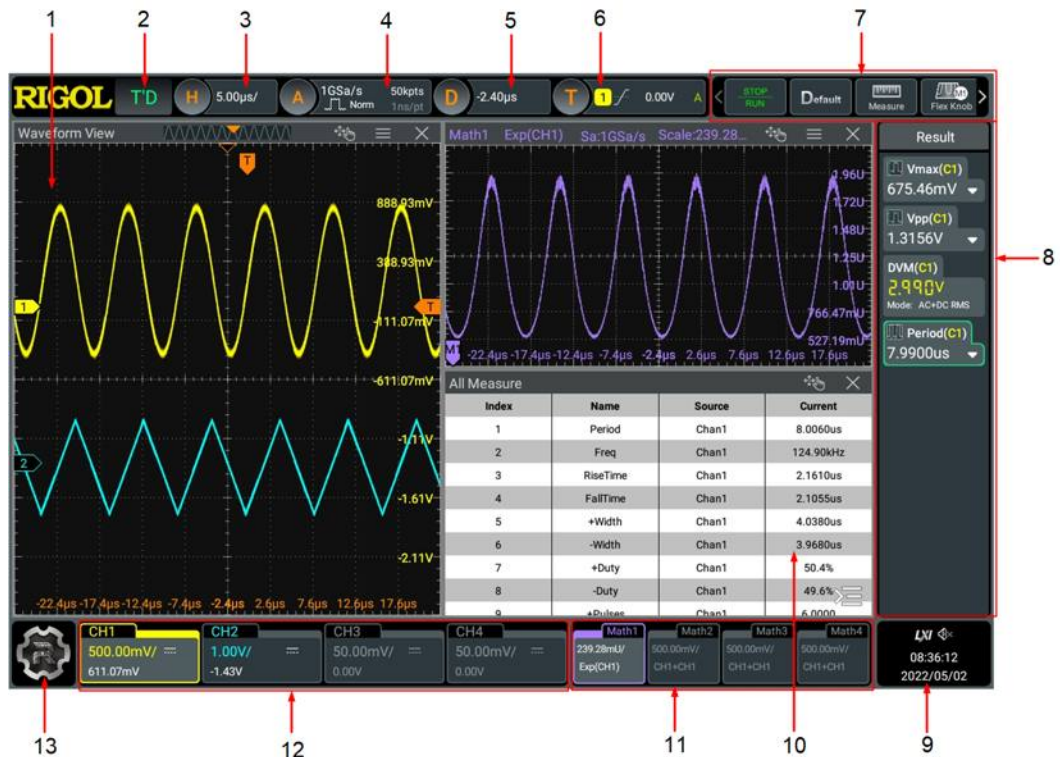 1 2 3 4 5 6 7
RIGOL T'D H 5.00µs/ A 1GSa/s 50kpts D -2.40µs T 1 0.00V A < STOP Default Measure M1 Flex Knob >
Norm 1ns/pt RUN
Waveform View
T
888.93mV
388.93mV
1 T
-111.07mV
-611.07mV
-1.11V
2
-1.61V
-2.11V
-22.4µs -17.4µs -12.4µs -7.4µs -2.4µs 2.6µs 7.6µs 12.6µs 17.6µs
Math1 Exp(CH1) Sa:1GSa/s Scale:239.28...
1.96U
1.72U
1.48U
1.25U
1.01U
766.47mU
527.19mU
M1
-22.4µs -17.4µs -12.4µs -7.4µs -2.4µs 2.6µs 7.6µs 12.6µs 17.6µs
All Measure
Index Name Source Current
1 Period Chan1 8.0060us
2 Freq Chan1 124.90kHz
3 RiseTime Chan1 2.1610us
4 FallTime Chan1 2.1055us
5 +Width Chan1 4.0380us
6 -Width Chan1 3.9680us
7 +Duty Chan1 50.4%
8 -Duty Chan1 49.6%
9 +Pulses Chan1 6.0000
Result
Vmax(C1)
675.46mV
Vpp(C1)
1.3156V
DVM(C1)
2.990V
Mode: AC+DC RMS
Period(C1)
7.9900us
8
CH1 CH2 CH3 CH4
500.00mV/ 1.00V/ 50.00mV/ 50.00mV/
611.07mV -1.43V 0.00V 0.00V
Math1 Math2 Math3 Math4
239.28mU/ 500.00mV/ 500.00mV/ 500.00mV/
Exp(CH1) CH1+CH1 CH1+CH1 CH1+CH1
LXI
08:36:12
2022/05/02
13 12 11 10 9